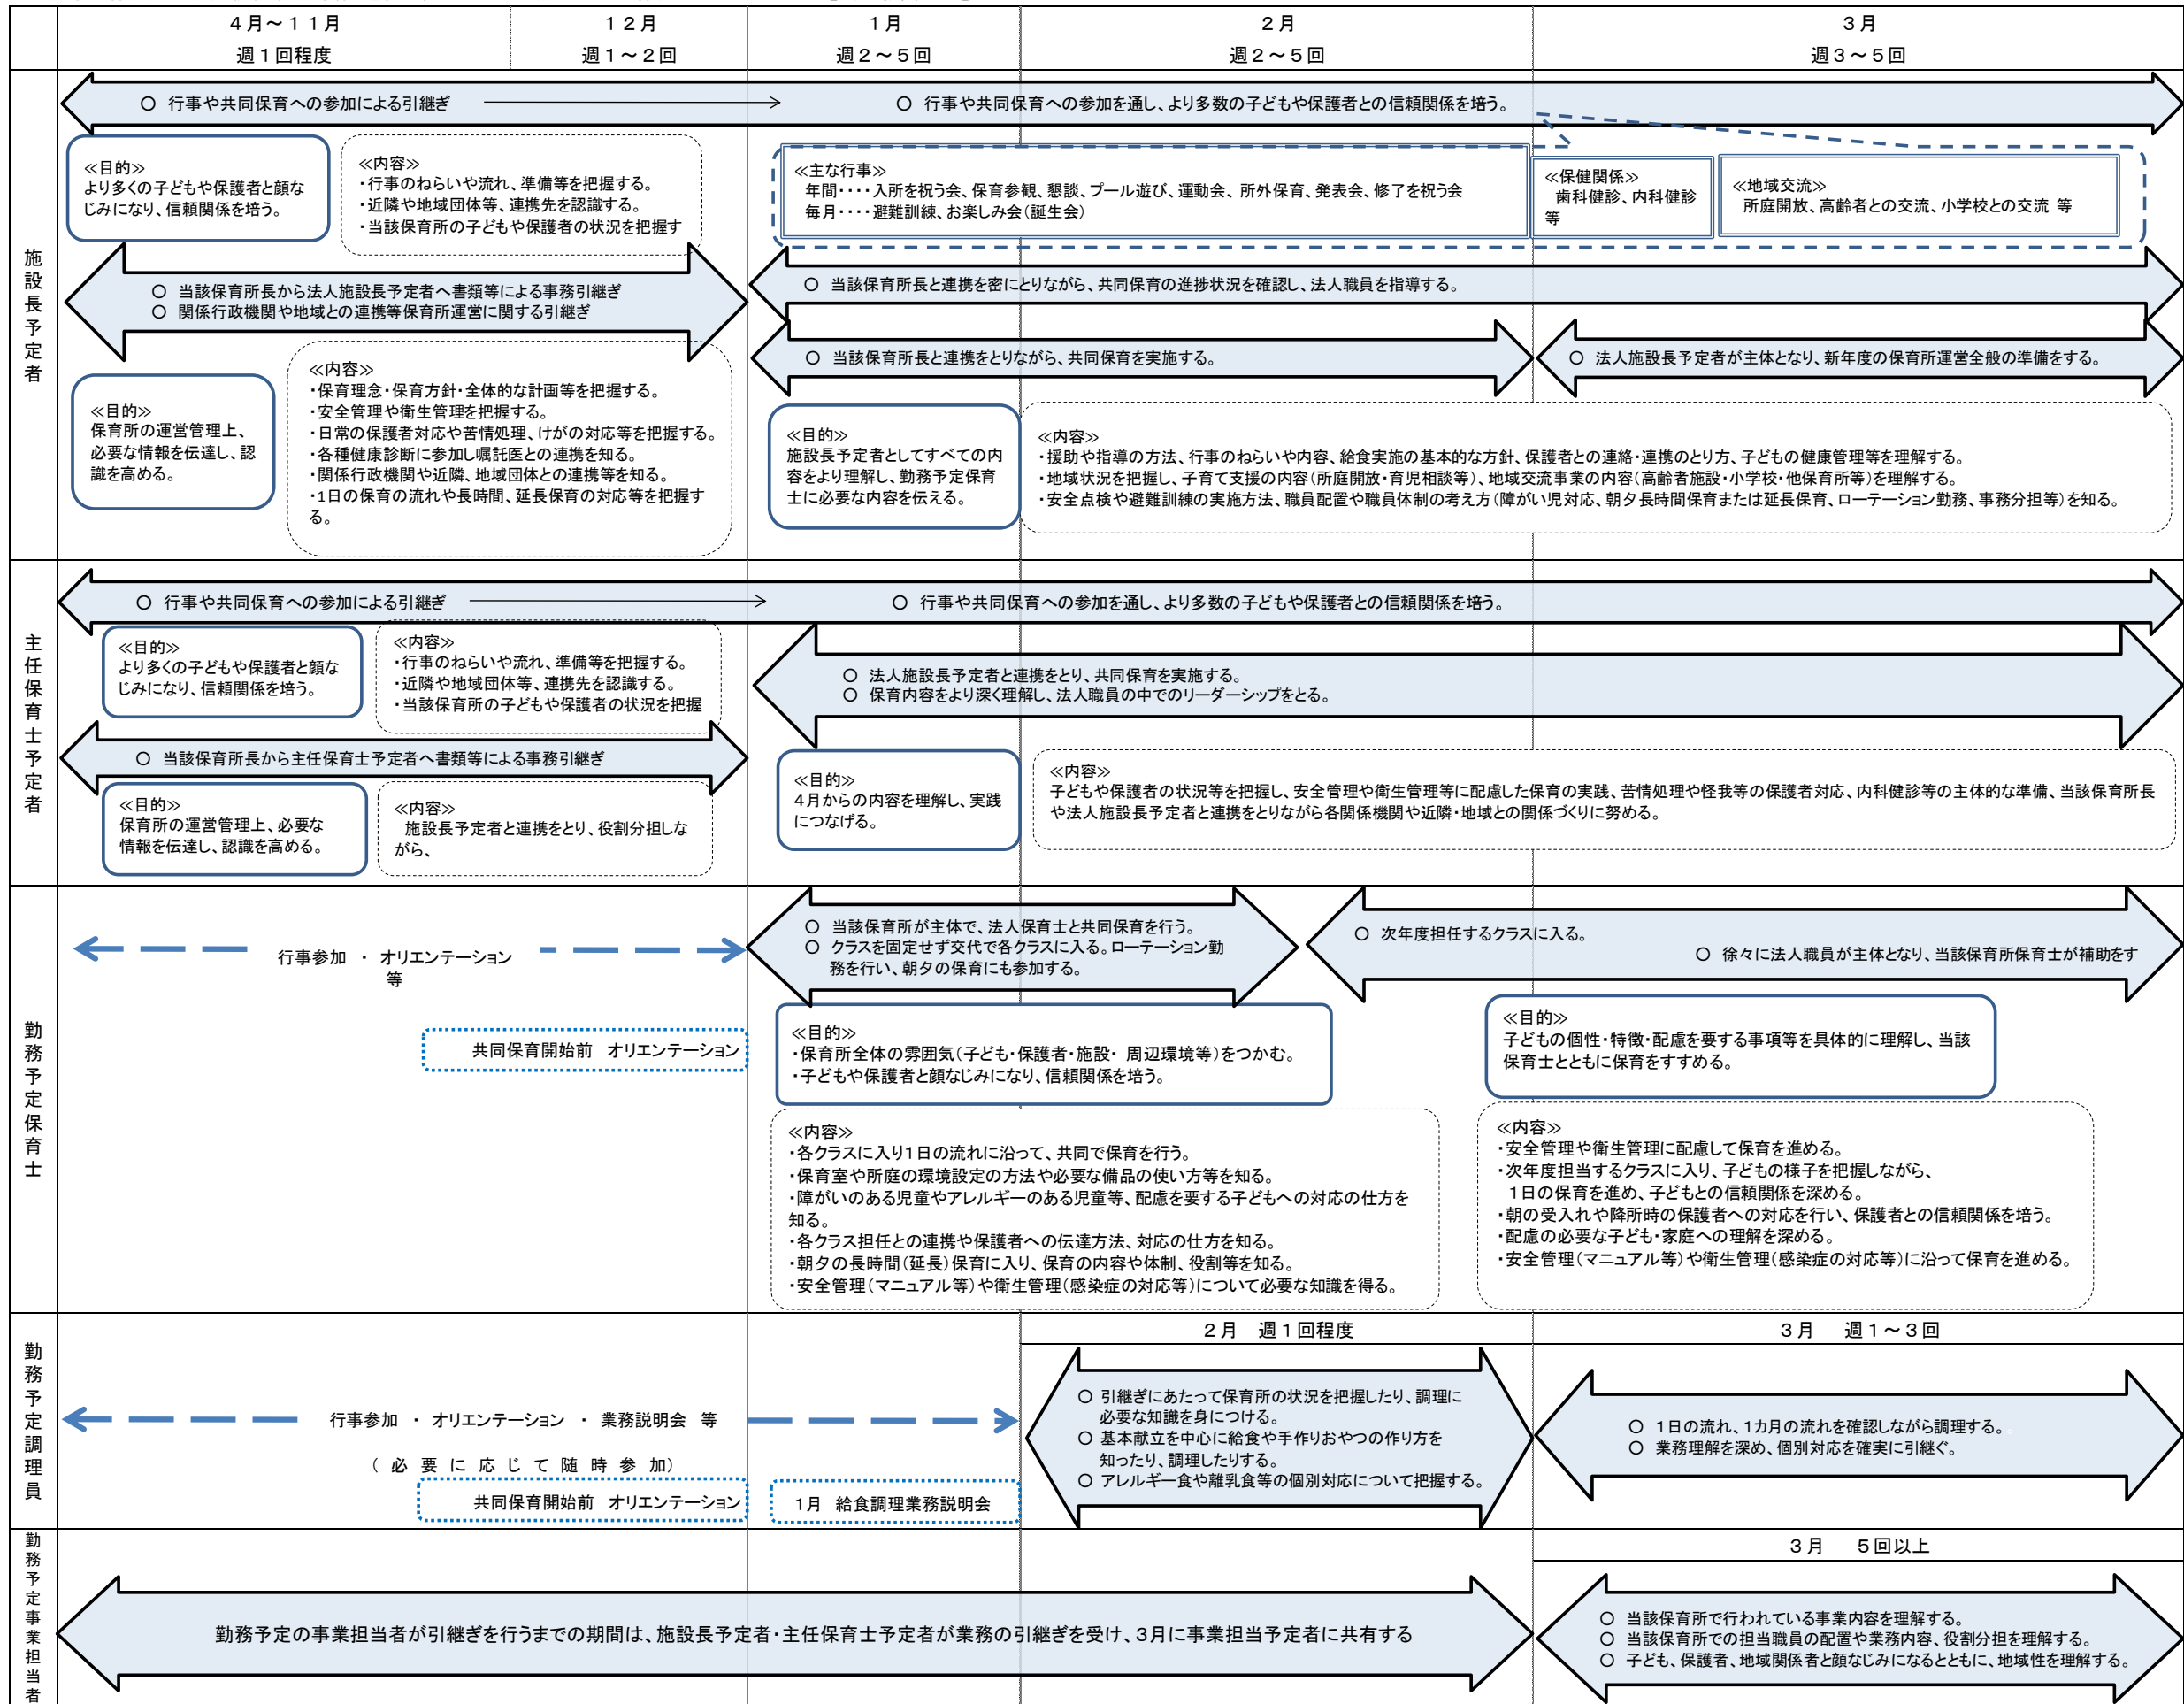 ４月～１１月
週１回程度
１２月
週１～２回
１月
週２～５回
２月
週２～５回
３月
週３～５回
施設長予定者
○ 行事や共同保育への参加による引継ぎ
○ 行事や共同保育への参加を通し、より多数の子どもや保護者との信頼関係を培う。
≪目的≫
より多くの子どもや保護者と顔な
じみになり、信頼関係を培う。
≪内容≫
・行事のねらいや流れ、準備等を把握する。
・近隣や地域団体等、連携先を認識する。
・当該保育所の子どもや保護者の状況を把握す
≪主な行事≫
年間・・・・入所を祝う会、保育参観、懇談、プール遊び、運動会、所外保育、発表会、修了を祝う会
毎月・・・・避難訓練、お楽しみ会（誕生会）
≪保健関係≫
歯科健診、内科健診
等
≪地域交流≫
所庭開放、高齢者との交流、小学校との交流 等
○ 当該保育所長から法人施設長予定者へ書類等による事務引継ぎ
○ 関係行政機関や地域との連携等保育所運営に関する引継ぎ
○ 当該保育所長と連携を密にとりながら、共同保育の進捗状況を確認し、法人職員を指導する。
○ 当該保育所長と連携をとりながら、共同保育を実施する。
○ 法人施設長予定者が主体となり、新年度の保育所運営全般の準備をする。
≪目的≫
保育所の運営管理上、
必要な情報を伝達し、認
識を高める。
≪内容≫
・保育理念・保育方針・全体的な計画等を把握する。
・安全管理や衛生管理を把握する。
・日常の保護者対応や苦情処理、けがの対応等を把握する。
・各種健康診断に参加し嘱託医との連携を知る。
・関係行政機関や近隣、地域団体との連携等を知る。
・1日の保育の流れや長時間、延長保育の対応等を把握す
る。
≪目的≫
施設長予定者としてすべての内
容をより理解し、勤務予定保育
士に必要な内容を伝える。
≪内容≫
・援助や指導の方法、行事のねらいや内容、給食実施の基本的な方針、保護者との連絡・連携のとり方、子どもの健康管理等を理解する。
・地域状況を把握し、子育て支援の内容（所庭開放・育児相談等）、地域交流事業の内容（高齢者施設・小学校・他保育所等）を理解する。
・安全点検や避難訓練の実施方法、職員配置や職員体制の考え方（障がい児対応、朝夕長時間保育または延長保育、ローテーション勤務、事務分担等）を知る。
主任保育士予定者
○ 行事や共同保育への参加による引継ぎ
○ 行事や共同保育への参加を通し、より多数の子どもや保護者との信頼関係を培う。
≪目的≫
より多くの子どもや保護者と顔な
じみになり、信頼関係を培う。
≪内容≫
・行事のねらいや流れ、準備等を把握する。
・近隣や地域団体等、連携先を認識する。
・当該保育所の子どもや保護者の状況を把握
○ 法人施設長予定者と連携をとり、共同保育を実施する。
○ 保育内容をより深く理解し、法人職員の中でのリーダーシップをとる。
○ 当該保育所長から主任保育士予定者へ書類等による事務引継ぎ
≪目的≫
保育所の運営管理上、必要な
情報を伝達し、認識を高める。
≪内容≫
施設長予定者と連携をとり、役割分担しな
がら、
≪目的≫
４月からの内容を理解し、実践
につなげる。
≪内容≫
子どもや保護者の状況等を把握し、安全管理や衛生管理等に配慮した保育の実践、苦情処理や怪我等の保護者対応、内科健診等の主体的な準備、当該保育所長
や法人施設長予定者と連携をとりながら各関係機関や近隣・地域との関係づくりに努める。
勤務予定保育士
行事参加 ・ オリエンテーション
等
共同保育開始前 オリエンテーション
○ 当該保育所が主体で、法人保育士と共同保育を行う。
○ クラスを固定せず交代で各クラスに入る。ローテーション勤
務を行い、朝夕の保育にも参加する。
○ 次年度担任するクラスに入る。
○ 徐々に法人職員が主体となり、当該保育所保育士が補助をす
≪目的≫
・保育所全体の雰囲気（子ども・保護者・施設・ 周辺環境等）をつかむ。
・子どもや保護者と顔なじみになり、信頼関係を培う。
≪目的≫
子どもの個性・特徴・配慮を要する事項等を具体的に理解し、当該
保育士とともに保育をすすめる。
≪内容≫
・各クラスに入り1日の流れに沿って、共同で保育を行う。
・保育室や所庭の環境設定の方法や必要な備品の使い方等を知る。
・障がいのある児童やアレルギーのある児童等、配慮を要する子どもへの対応の仕方を
知る。
・各クラス担任との連携や保護者への伝達方法、対応の仕方を知る。
・朝夕の長時間（延長）保育に入り、保育の内容や体制、役割等を知る。
・安全管理（マニュアル等）や衛生管理（感染症の対応等）について必要な知識を得る。
≪内容≫
・安全管理や衛生管理に配慮して保育を進める。
・次年度担当するクラスに入り、子どもの様子を把握しながら、
1日の保育を進め、子どもとの信頼関係を深める。
・朝の受入れや降所時の保護者への対応を行い、保護者との信頼関係を培う。
・配慮の必要な子ども・家庭への理解を深める。
・安全管理（マニュアル等）や衛生管理（感染症の対応等）に沿って保育を進める。
勤務予定調理員
２月 週１回程度
３月 週１～３回
行事参加 ・ オリエンテーション ・ 業務説明会 等
（ 必 要 に 応 じ て 随 時 参 加）
共同保育開始前 オリエンテーション
1月 給食調理業務説明会
○ 引継ぎにあたって保育所の状況を把握したり、調理に
必要な知識を身につける。
○ 基本献立を中心に給食や手作りおやつの作り方を
知ったり、調理したりする。
○ アレルギー食や離乳食等の個別対応について把握する。
○ 1日の流れ、1カ月の流れを確認しながら調理する。
○ 業務理解を深め、個別対応を確実に引継ぐ。
勤務予定事業担当者
３月 ５回以上
勤務予定の事業担当者が引継ぎを行うまでの期間は、施設長予定者・主任保育士予定者が業務の引継ぎを受け、3月に事業担当予定者に共有する
○ 当該保育所で行われている事業内容を理解する。
○ 当該保育所での担当職員の配置や業務内容、役割分担を理解する。
○ 子ども、保護者、地域関係者と顔なじみになるとともに、地域性を理解する。